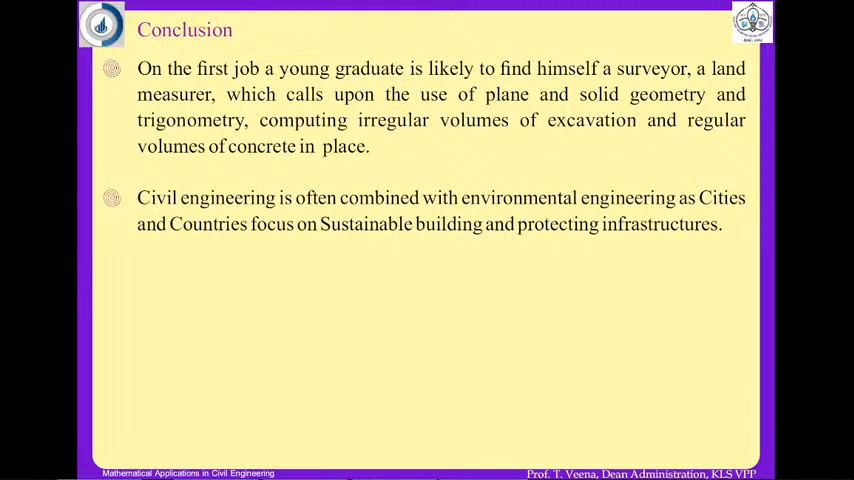 Conclusion
On the first job a young graduate is likely to find himself a surveyor, a land
measurer, which calls upon the use of plane and solid geometry and
trigonometry, computing irregular volumes of excavation and regular
volumes of concrete in place.
Civil engineering is often combined with environmental engineering as Cities
and Countries focus on Sustainable building and protecting infrastructures.
Mathematical Applications in Civil Engineering
Prof. T. Veena, Dean Administration, KLS VPP